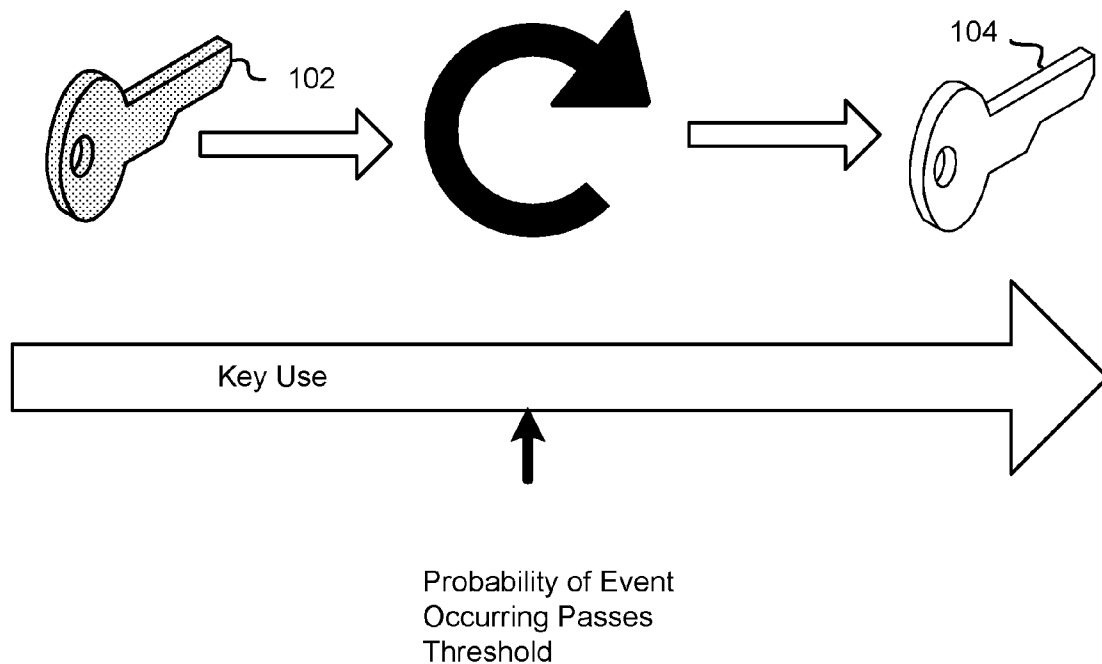 102
104
Key Use
Probability of Event
Occurring Passes
Threshold